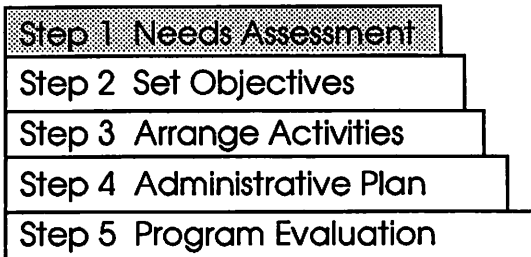 Step 1 Needs Assessment
Step 2 Set Objectives
Step 3 Arrange Activities
Step 4 Administrative Plan
Step 5 Program Evaluation